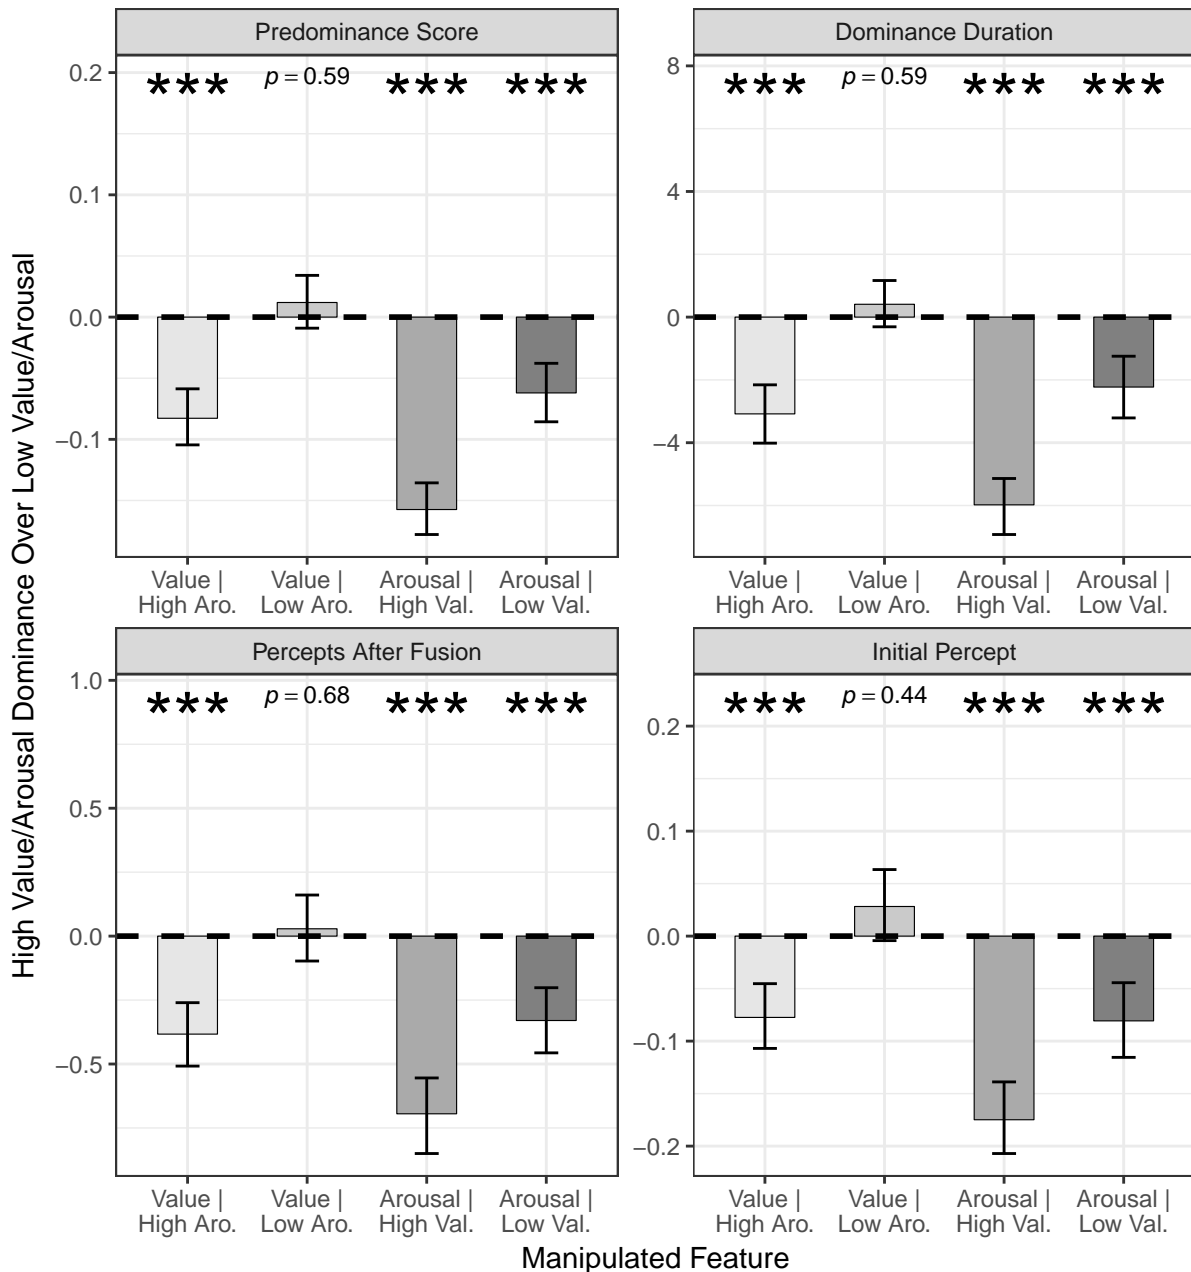 High Value/Arousal Dominance Over Low Value/Arousal
Predominance Score
*** p = 0.59 *** ***
0.2
0.1
0.0
−0.1
Value | Value | Arousal | Arousal |
High Aro. Low Aro. High Val. Low Val.
Dominance Duration
*** p = 0.59 *** ***
8
4
0
−4
Value | Value | Arousal | Arousal |
High Aro. Low Aro. High Val. Low Val.
Percepts After Fusion
*** p = 0.68 *** ***
1.0
0.5
0.0
−0.5
Value | Value | Arousal | Arousal |
High Aro. Low Aro. High Val. Low Val.
Initial Percept
*** p = 0.44 *** ***
0.2
0.1
0.0
−0.1
−0.2
Value | Value | Arousal | Arousal |
High Aro. Low Aro. High Val. Low Val.
Manipulated Feature